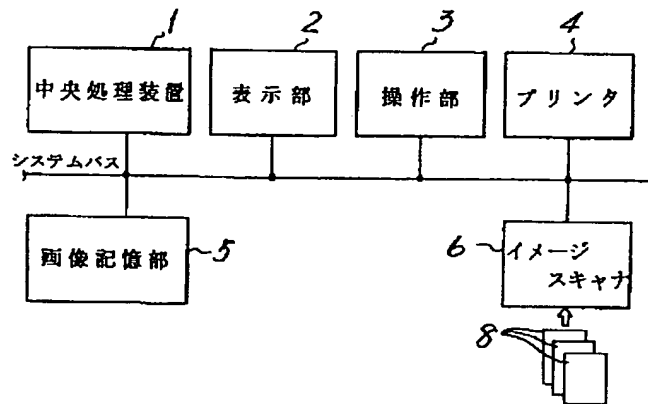 1
2
3
4
中央処理装置
表示部
操作部
プリンタ
システムバス
画像記憶部
5
6
イメージ
スキャナ
8